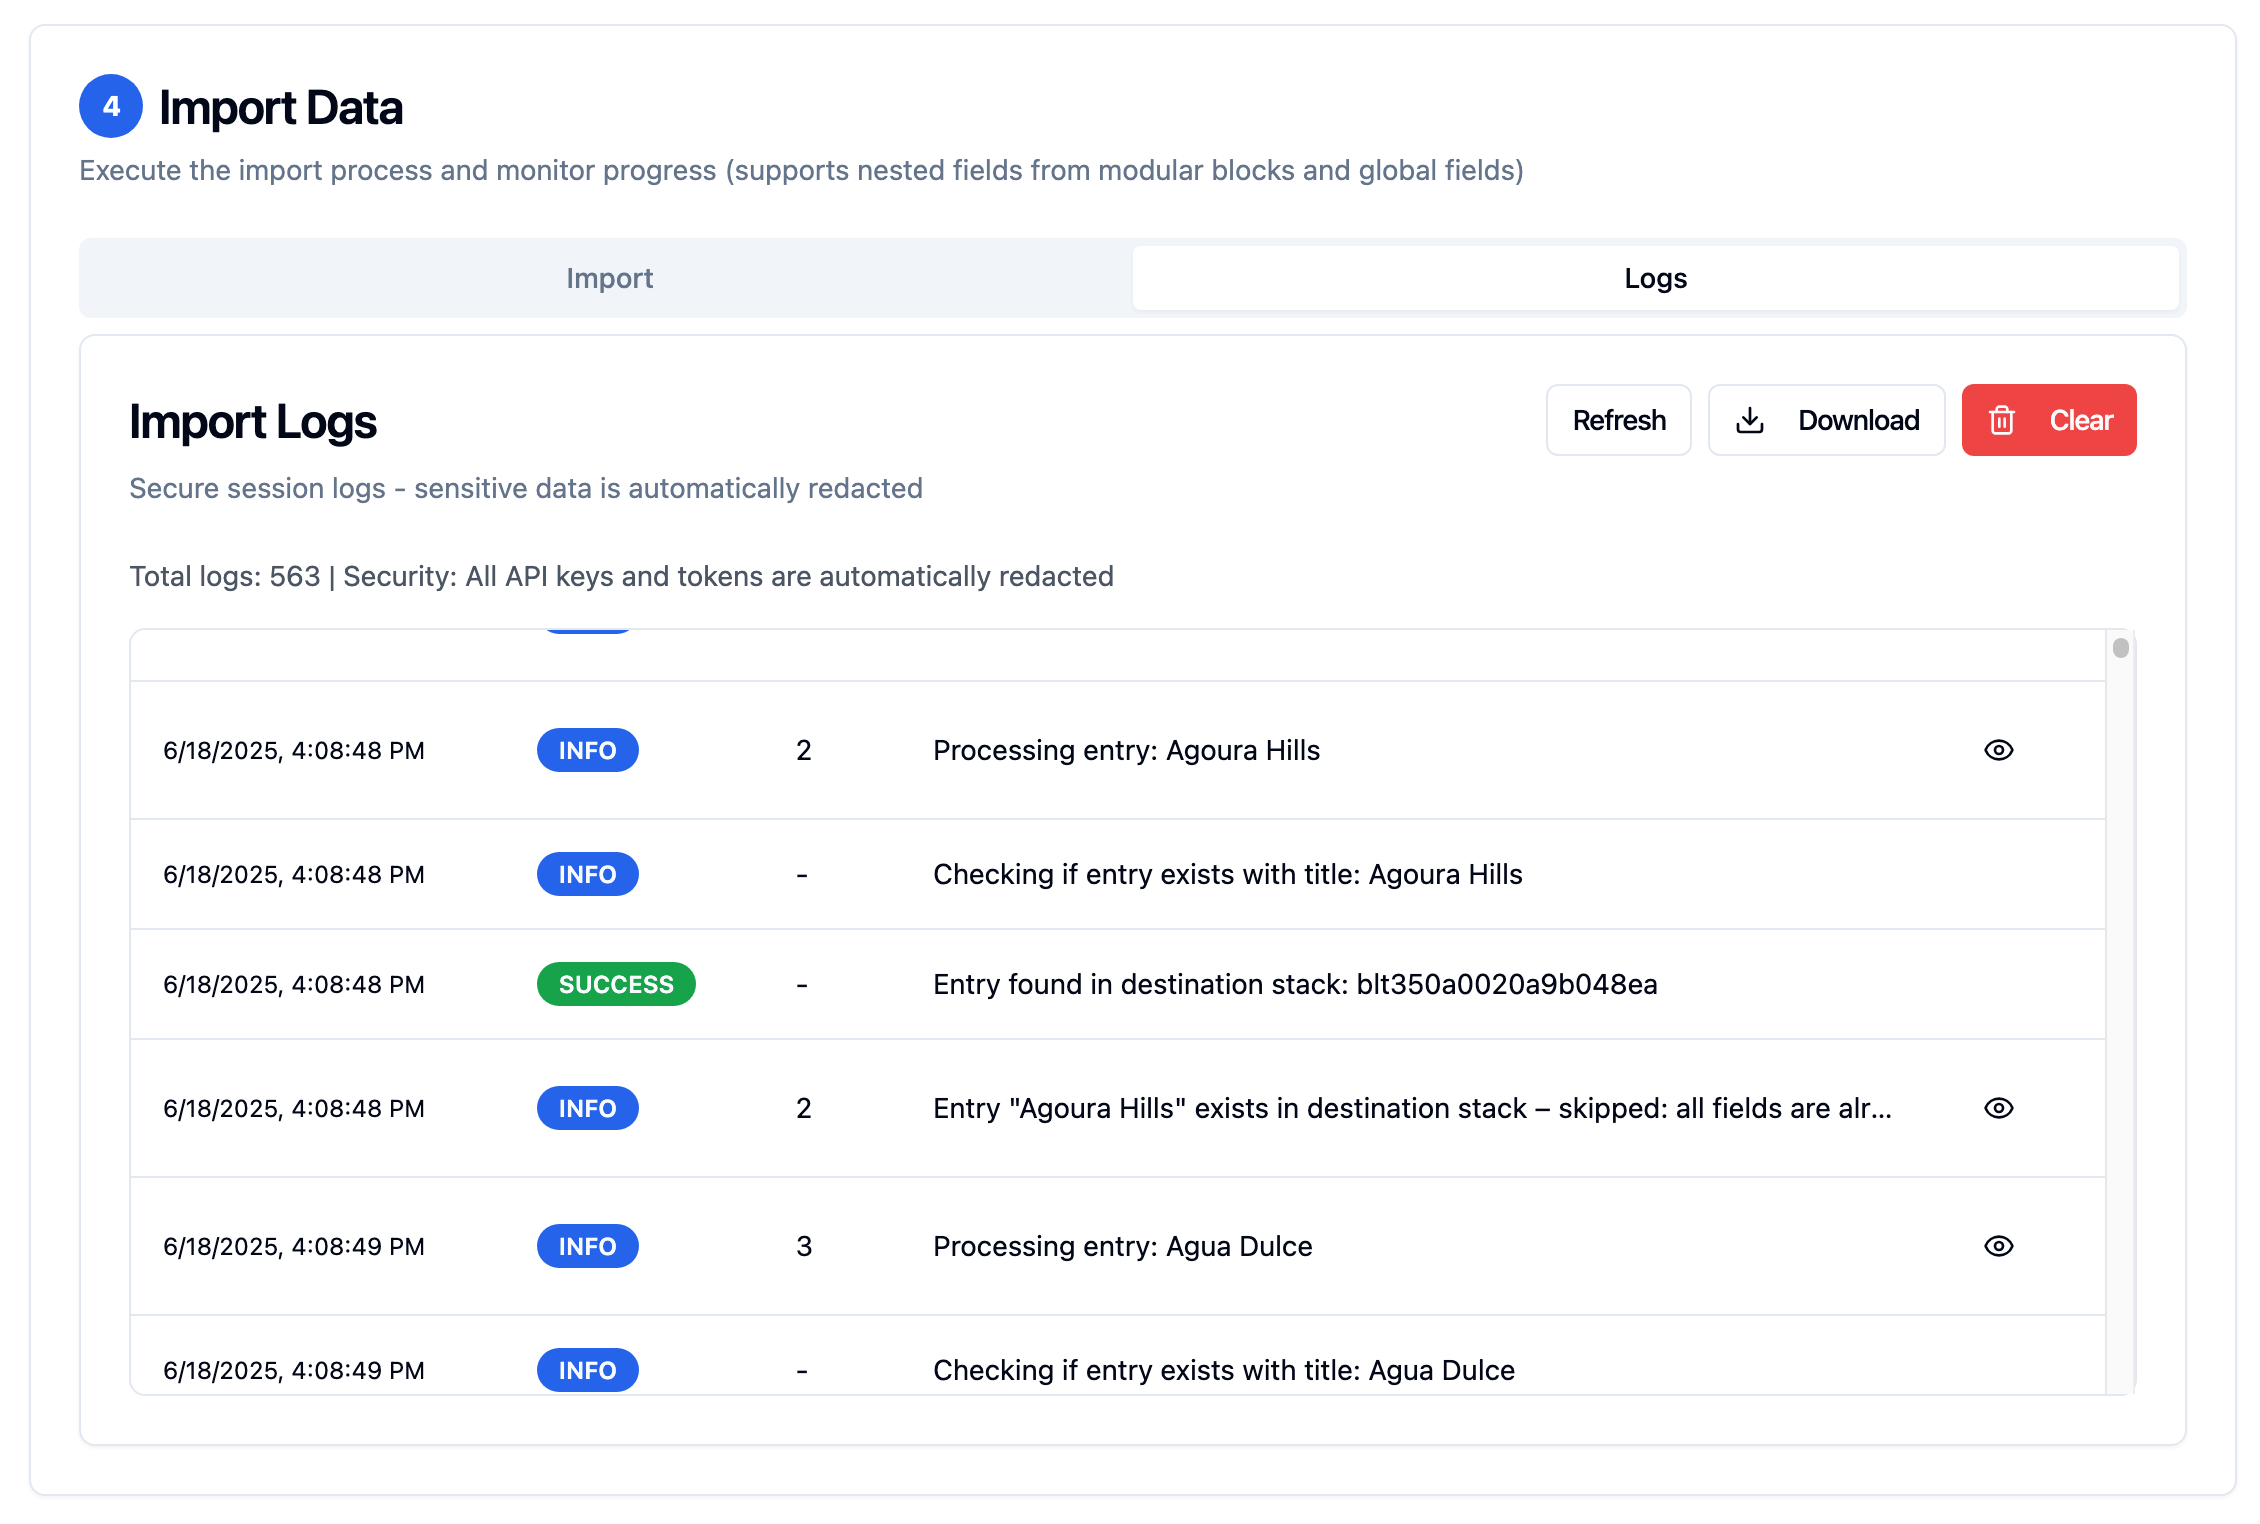 4 Import Data
Execute the import process and monitor progress (supports nested fields from modular blocks and global fields)
Import Logs
Import Logs Refresh Download Clear
Secure session logs - sensitive data is automatically redacted
Total logs: 563 | Security: All API keys and tokens are automatically redacted
6/18/2025, 4:08:48 PM INFO 2 Processing entry: Agoura Hills
6/18/2025, 4:08:48 PM INFO - Checking if entry exists with title: Agoura Hills
6/18/2025, 4:08:48 PM SUCCESS - Entry found in destination stack: blt350a0020a9b048ea
6/18/2025, 4:08:48 PM INFO 2 Entry "Agoura Hills" exists in destination stack – skipped: all fields are alr...
6/18/2025, 4:08:49 PM INFO 3 Processing entry: Agua Dulce
6/18/2025, 4:08:49 PM INFO - Checking if entry exists with title: Agua Dulce